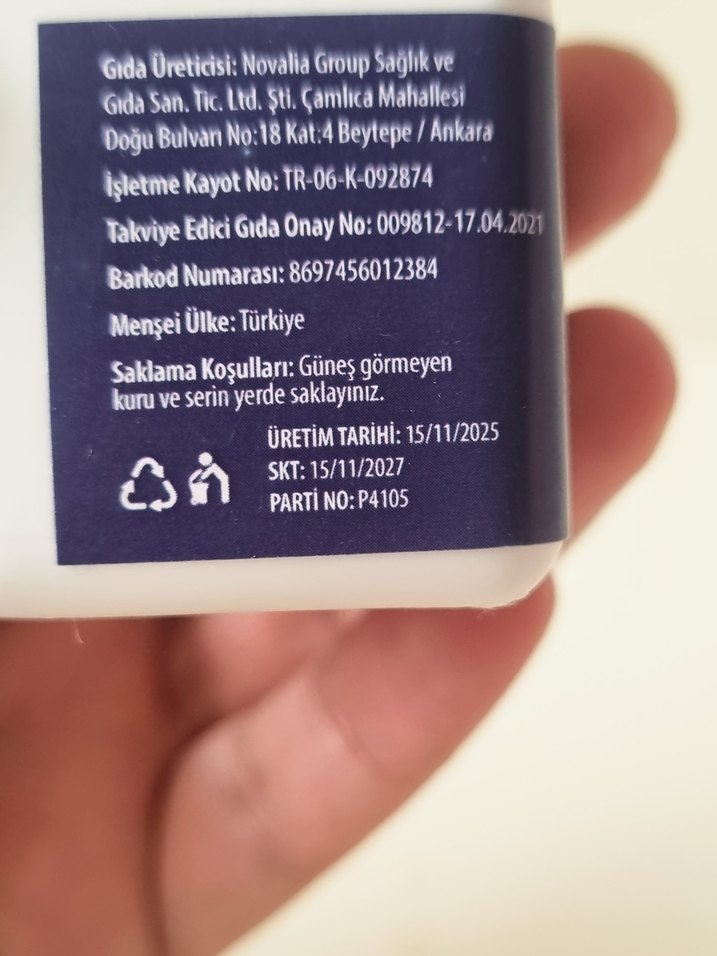 Gıda Üreticisi: Novalia Group Sağlık ve
Gıda San. Tic. Ltd. Şti. Çamlıca Mahallesi
Doğu Bulvarı No:18 Kat:4 Beytepe / Ankara
İşletme Kayot No: TR-06-K-092874
Takviye Edici Gıda Onay No: 009812-17.04.2021
Barkod Numarası: 8697456012384
Menşei Ülke: Türkiye
Saklama Koşulları: Güneş görmeyen
kuru ve serin yerde saklayınız.
ÜRETİM TARİHİ: 15/11/2025
SKT: 15/11/2027
PARTİ NO: P4105